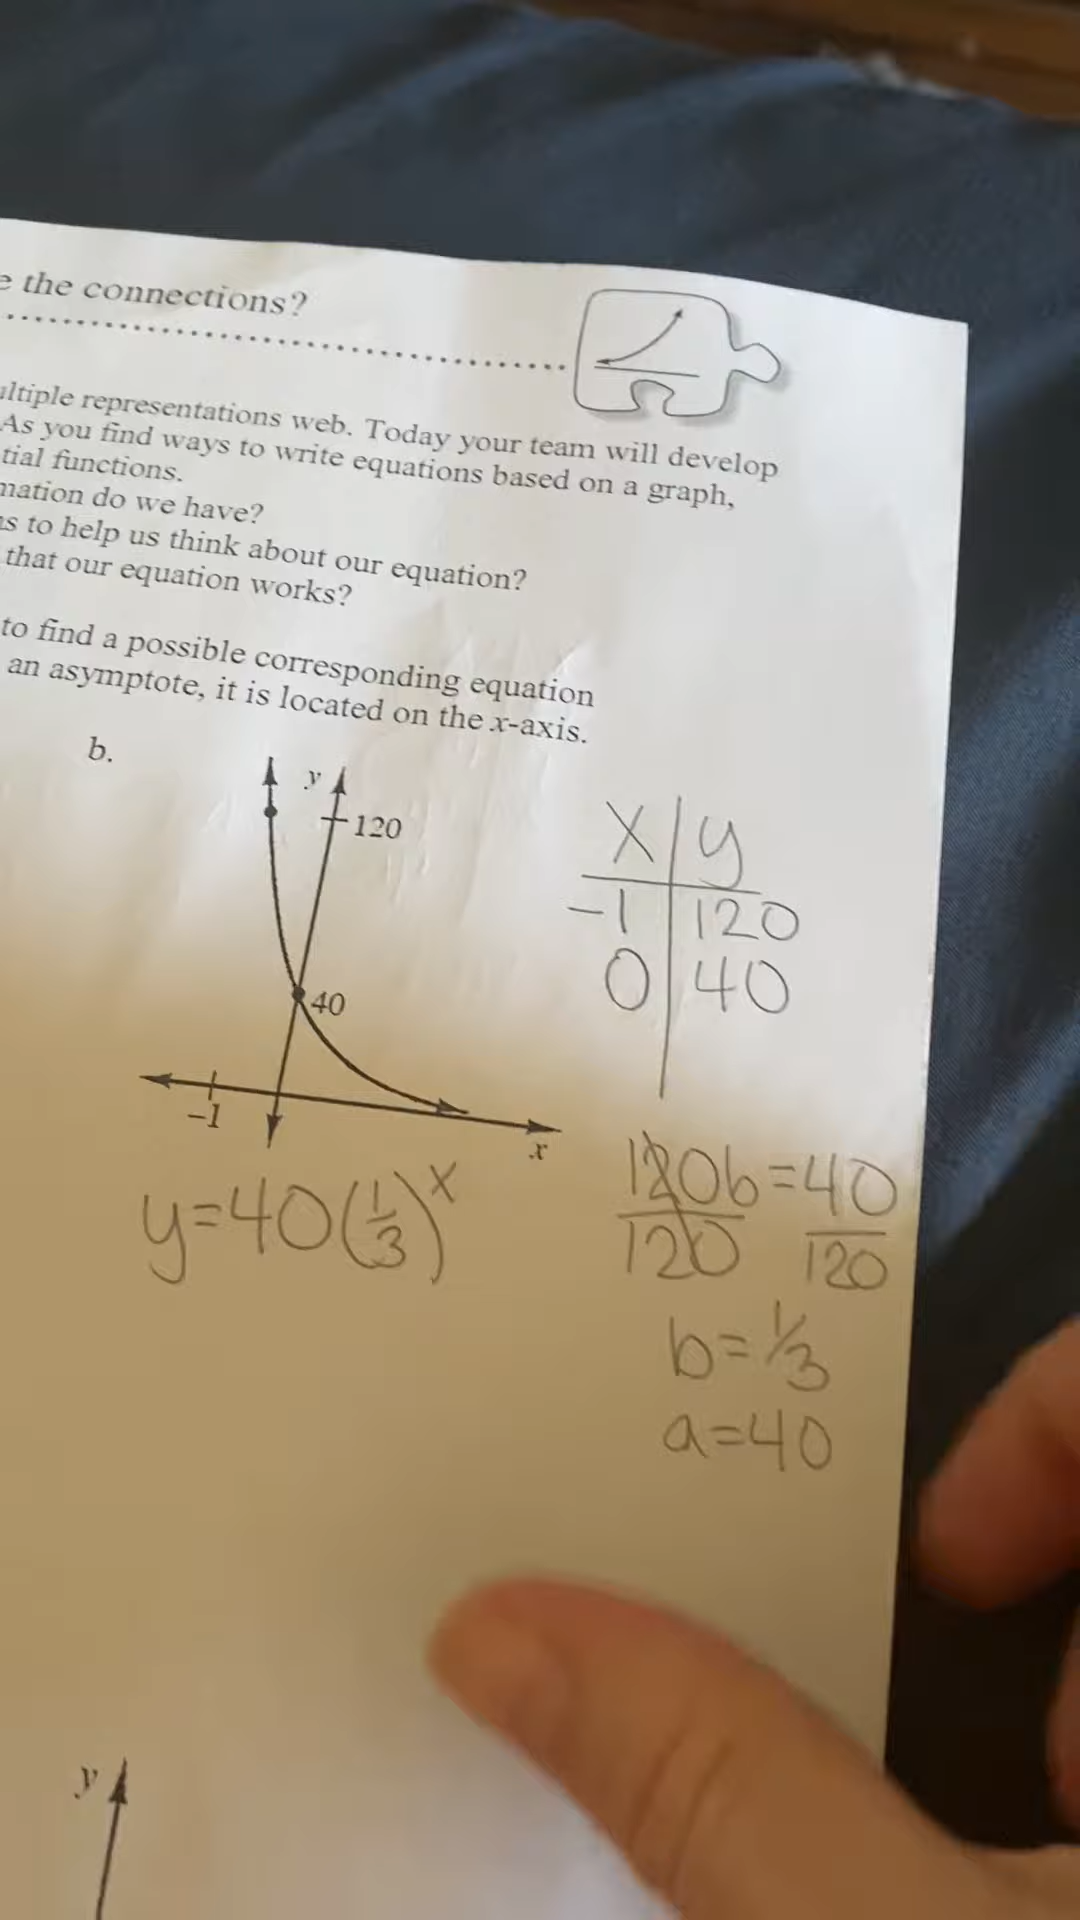 the connections?
ultiple representations web. Today your team will develop
As you find ways to write equations based on a graph,
tial functions.
mation do we have?
s to help us think about our equation?
that our equation works?
to find a possible corresponding equation
an asymptote, it is located on the x-axis.
b.
y
120
40
-1
x
x y
-1 120
0 40
y=40(1/3)^x
120b=40
120 120
b=1/3
a=40
y